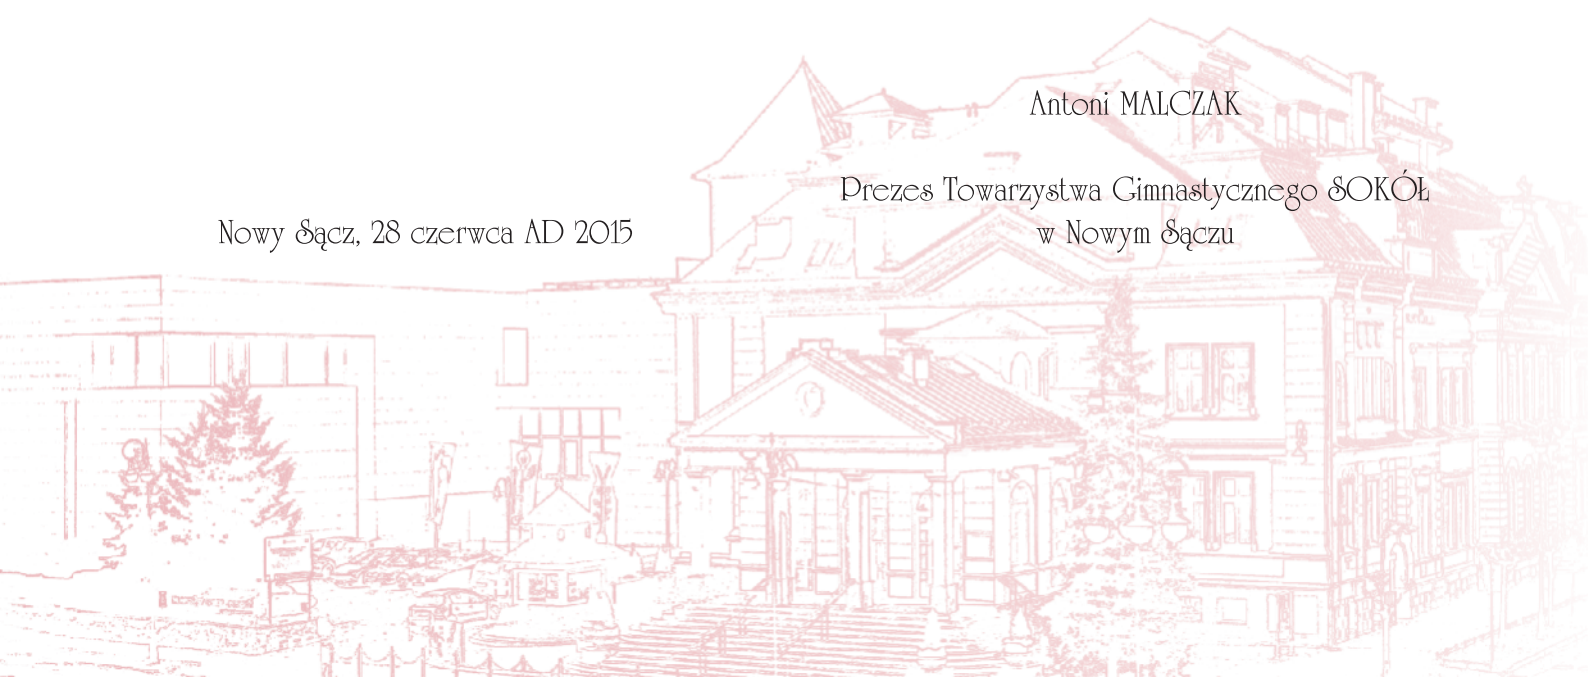 Antoni MALCZAK
Prezes Towarzystwa Gimnastycznego SOKÓŁ
w Nowym Sączu
Nowy Sącz, 28 czerwca AD 2015